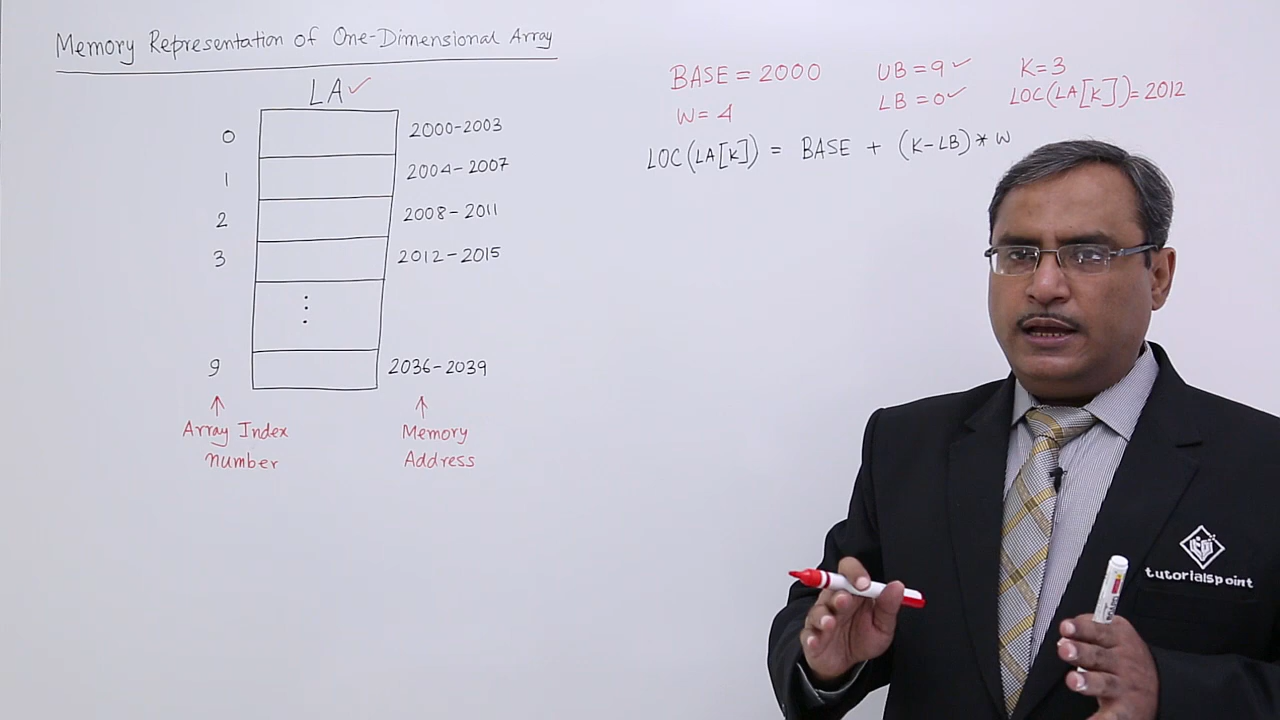 Memory Representation of One-Dimensional Array
LA✓
0 2000-2003
1 2004-2007
2 2008-2011
3 2012-2015
9 2036-2039
↑ ↑
Array Index Memory
number Address
BASE = 2000 UB = 9✓ K=3
W = 4 LB = 0✓ LOC(LA[K])=2012
LOC(LA[K]) = BASE + (K-LB)*W
tutorialspoint